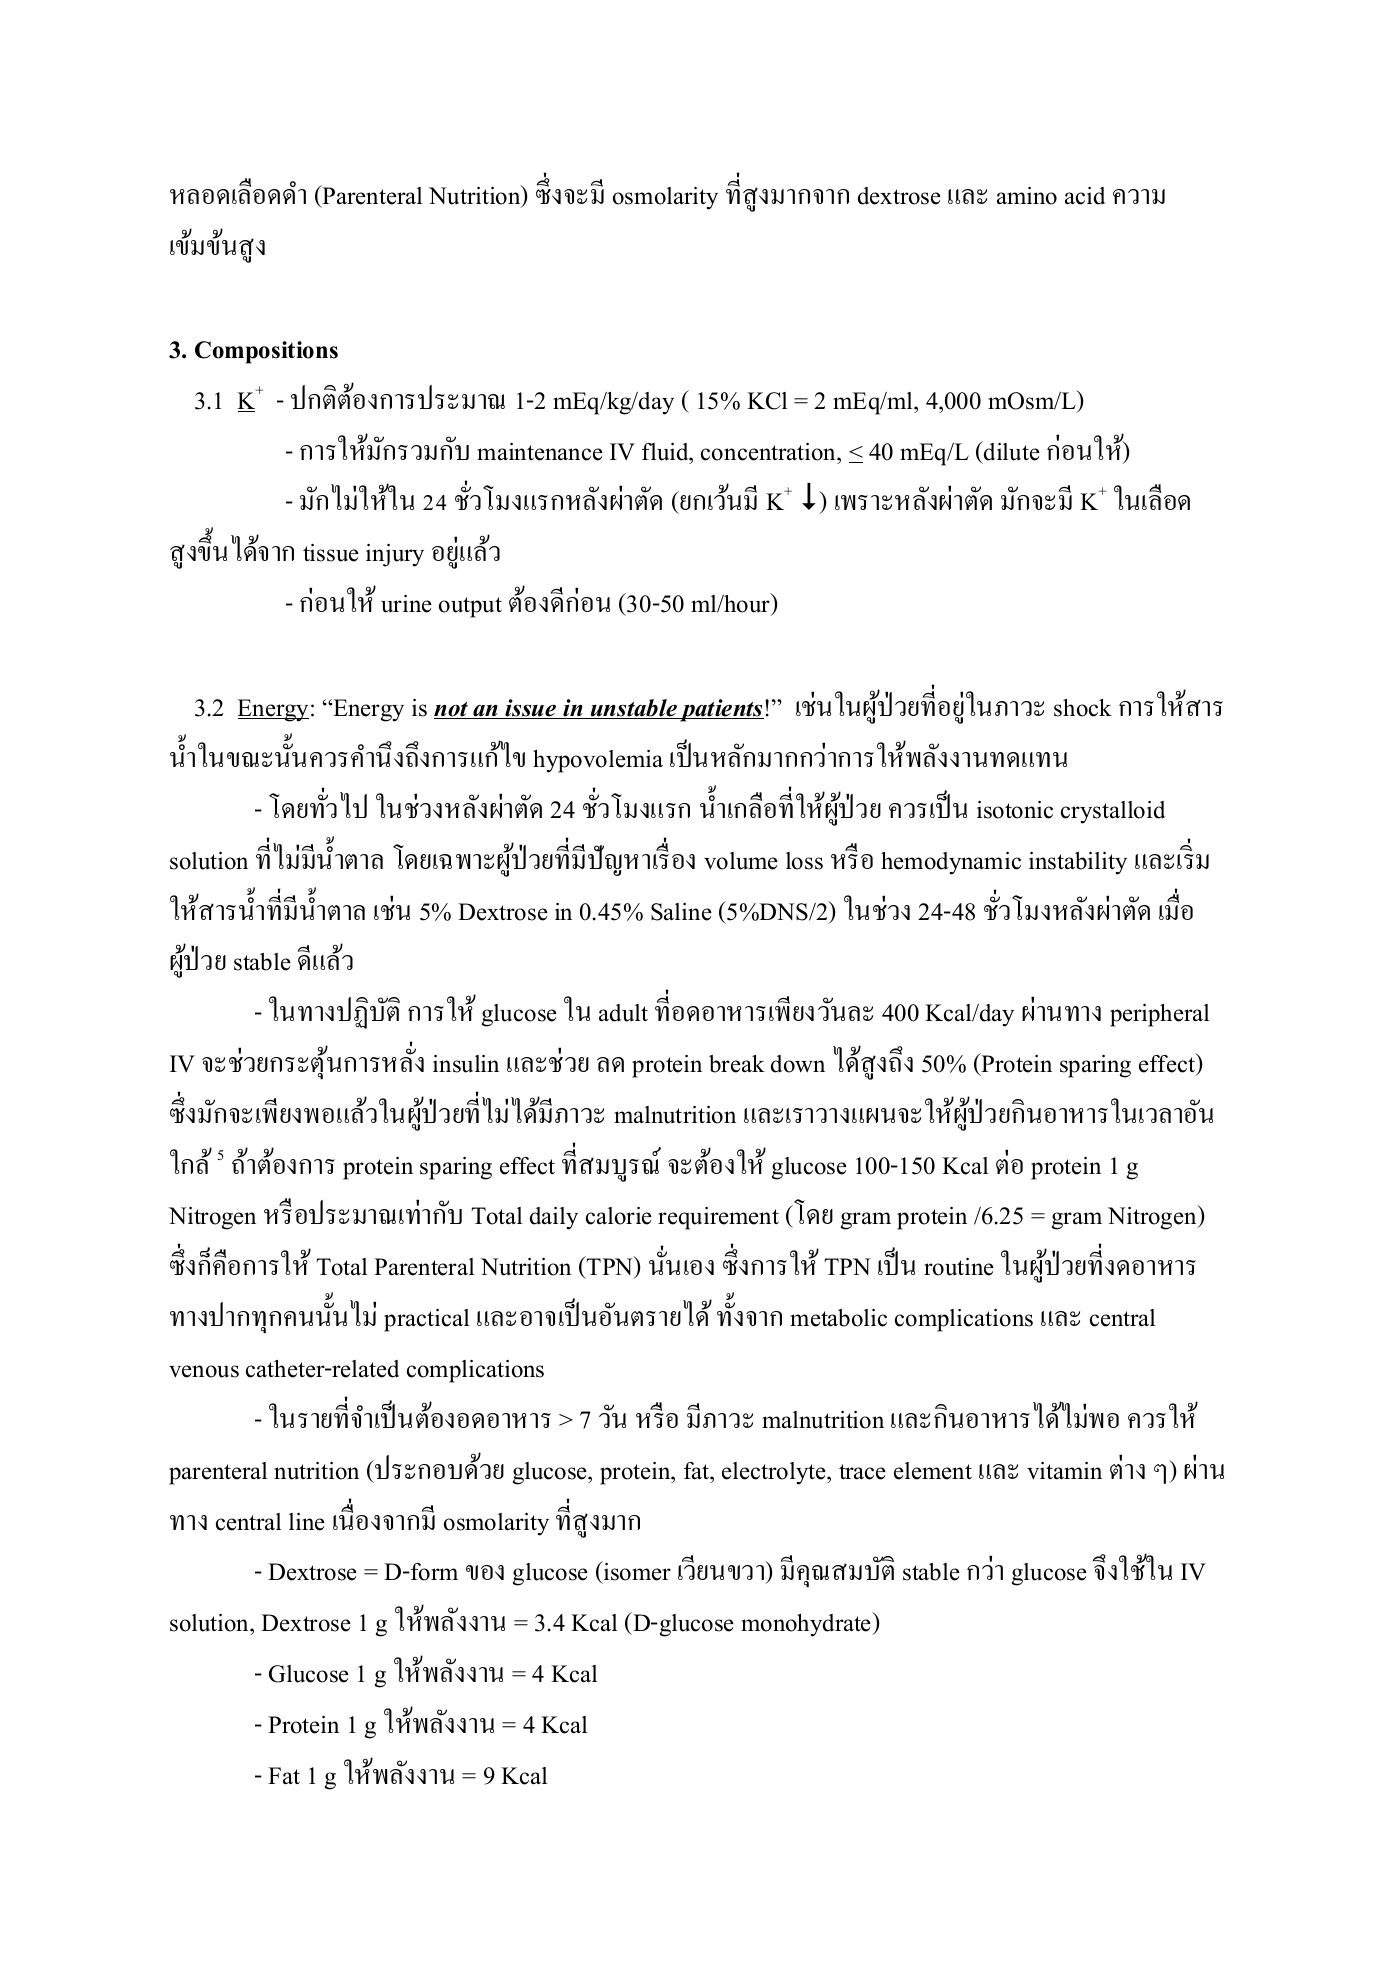 หลอดเลือดดำ (Parenteral Nutrition) ซึ่งจะมี osmolarity ที่สูงมากจาก dextrose และ amino acid ความ
เข้มข้นสูง
3. Compositions
3.1 K⁺ - ปกติต้องการประมาณ 1-2 mEq/kg/day ( 15% KCl = 2 mEq/ml, 4,000 mOsm/L)
- การให้มักรวมกับ maintenance IV fluid, concentration, ≤ 40 mEq/L (dilute ก่อนให้)
- มักไม่ให้ใน 24 ชั่วโมงแรกหลังผ่าตัด (ยกเว้นมี K⁺ ↓) เพราะหลังผ่าตัด มักจะมี K⁺ ในเลือด
สูงขึ้นได้จาก tissue injury อยู่แล้ว
- ก่อนให้ urine output ต้องดีก่อน (30-50 ml/hour)
3.2 Energy: “Energy is not an issue in unstable patients!” เช่นในผู้ป่วยที่อยู่ในภาวะ shock การให้สาร
น้ำในขณะนั้นควรคำนึงถึงการแก้ไข hypovolemia เป็นหลักมากกว่าการให้พลังงานทดแทน
- โดยทั่วไป ในช่วงหลังผ่าตัด 24 ชั่วโมงแรก น้ำเกลือที่ให้ผู้ป่วย ควรเป็น isotonic crystalloid
solution ที่ไม่มีน้ำตาล โดยเฉพาะผู้ป่วยที่มีปัญหาเรื่อง volume loss หรือ hemodynamic instability และเริ่ม
ให้สารน้ำที่มีน้ำตาล เช่น 5% Dextrose in 0.45% Saline (5%DNS/2) ในช่วง 24-48 ชั่วโมงหลังผ่าตัด เมื่อ
ผู้ป่วย stable ดีแล้ว
- ในทางปฏิบัติ การให้ glucose ใน adult ที่อดอาหารเพียงวันละ 400 Kcal/day ผ่านทาง peripheral
IV จะช่วยกระตุ้นการหลั่ง insulin และช่วย ลด protein break down ได้สูงถึง 50% (Protein sparing effect)
ซึ่งมักจะเพียงพอแล้วในผู้ป่วยที่ไม่ได้มีภาวะ malnutrition และเราวางแผนจะให้ผู้ป่วยกินอาหารในเวลาอัน
ใกล้ ⁵ ถ้าต้องการ protein sparing effect ที่สมบูรณ์ จะต้องให้ glucose 100-150 Kcal ต่อ protein 1 g
Nitrogen หรือประมาณเท่ากับ Total daily calorie requirement (โดย gram protein /6.25 = gram Nitrogen)
ซึ่งก็คือการให้ Total Parenteral Nutrition (TPN) นั่นเอง ซึ่งการให้ TPN เป็น routine ในผู้ป่วยที่งดอาหาร
ทางปากทุกคนนั้นไม่ practical และอาจเป็นอันตรายได้ ทั้งจาก metabolic complications และ central
venous catheter-related complications
- ในรายที่จำเป็นต้องอดอาหาร > 7 วัน หรือ มีภาวะ malnutrition และกินอาหารได้ไม่พอ ควรให้
parenteral nutrition (ประกอบด้วย glucose, protein, fat, electrolyte, trace element และ vitamin ต่าง ๆ) ผ่าน
ทาง central line เนื่องจากมี osmolarity ที่สูงมาก
- Dextrose = D-form ของ glucose (isomer เวียนขวา) มีคุณสมบัติ stable กว่า glucose จึงใช้ใน IV
solution, Dextrose 1 g ให้พลังงาน = 3.4 Kcal (D-glucose monohydrate)
- Glucose 1 g ให้พลังงาน = 4 Kcal
- Protein 1 g ให้พลังงาน = 4 Kcal
- Fat 1 g ให้พลังงาน = 9 Kcal